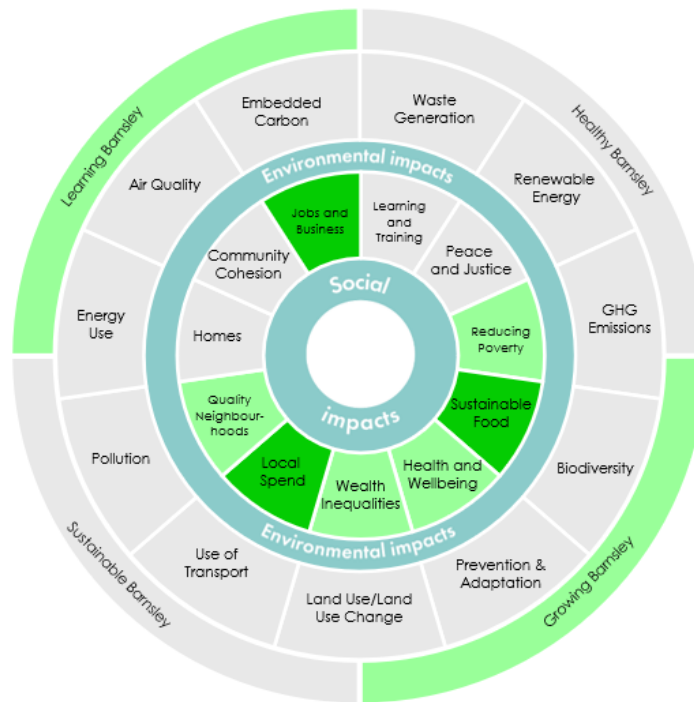 Learning Barnsley
Healthy Barnsley
Growing Barnsley
Sustainable Barnsley
Embedded
Carbon
Waste
Generation
Renewable
Energy
GHG
Emissions
Biodiversity
Prevention &
Adaptation
Land Use/Land
Use Change
Use of
Transport
Pollution
Energy
Use
Air Quality
Environmental impacts
Environmental impacts
Jobs and
Business
Learning
and
Training
Peace
and Justice
Reducing
Poverty
Sustainable
Food
Health and
Wellbeing
Wealth
Inequalities
Local
Spend
Quality
Neighbour-
hoods
Homes
Community
Cohesion
Social
impacts